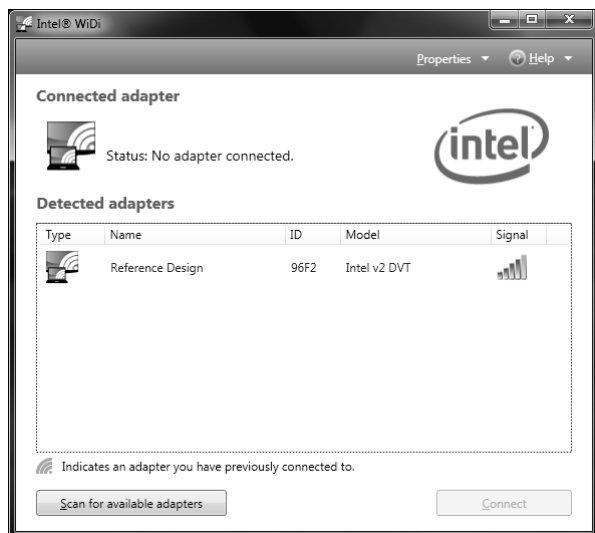 Intel® WiDi
Properties Help
Connected adapter
Status: No adapter connected.
intel
Detected adapters
Type Name ID Model Signal
Reference Design 96F2 Intel v2 DVT
Indicates an adapter you have previously connected to.
Scan for available adapters Connect